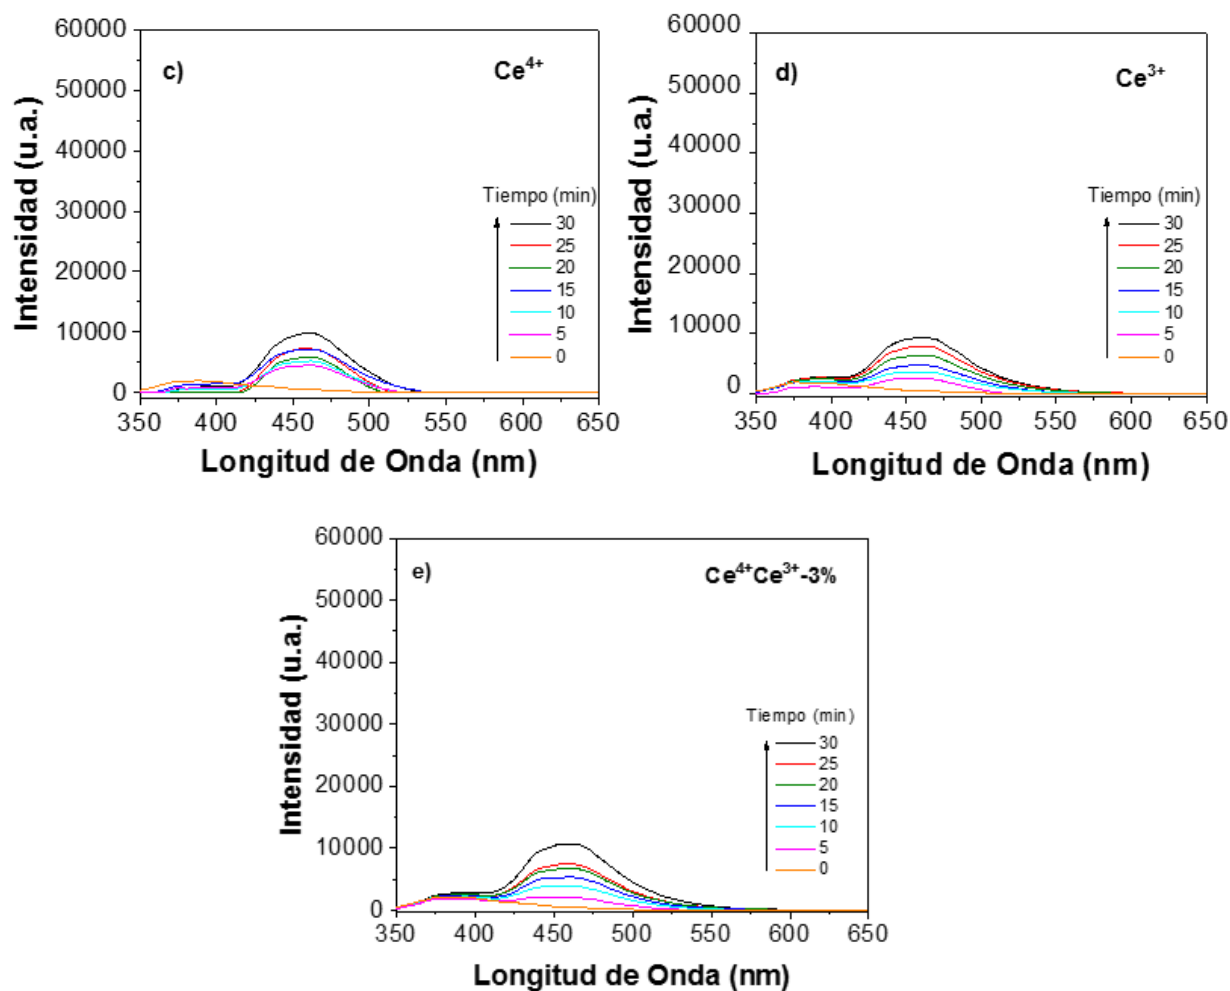 c)
Ce⁴⁺
Intensidad (u.a.)
60000
50000
40000
30000
20000
10000
0
Tiempo (min)
30
25
20
15
10
5
0
350 400 450 500 550 600 650
Longitud de Onda (nm)
d)
Ce³⁺
Intensidad (u.a.)
60000
50000
40000
30000
20000
10000
0
Tiempo (min)
30
25
20
15
10
5
0
350 400 450 500 550 600 650
Longitud de Onda (nm)
e)
Ce⁴⁺Ce³⁺-3%
Intensidad (u.a.)
60000
50000
40000
30000
20000
10000
0
Tiempo (min)
30
25
20
15
10
5
0
350 400 450 500 550 600 650
Longitud de Onda (nm)